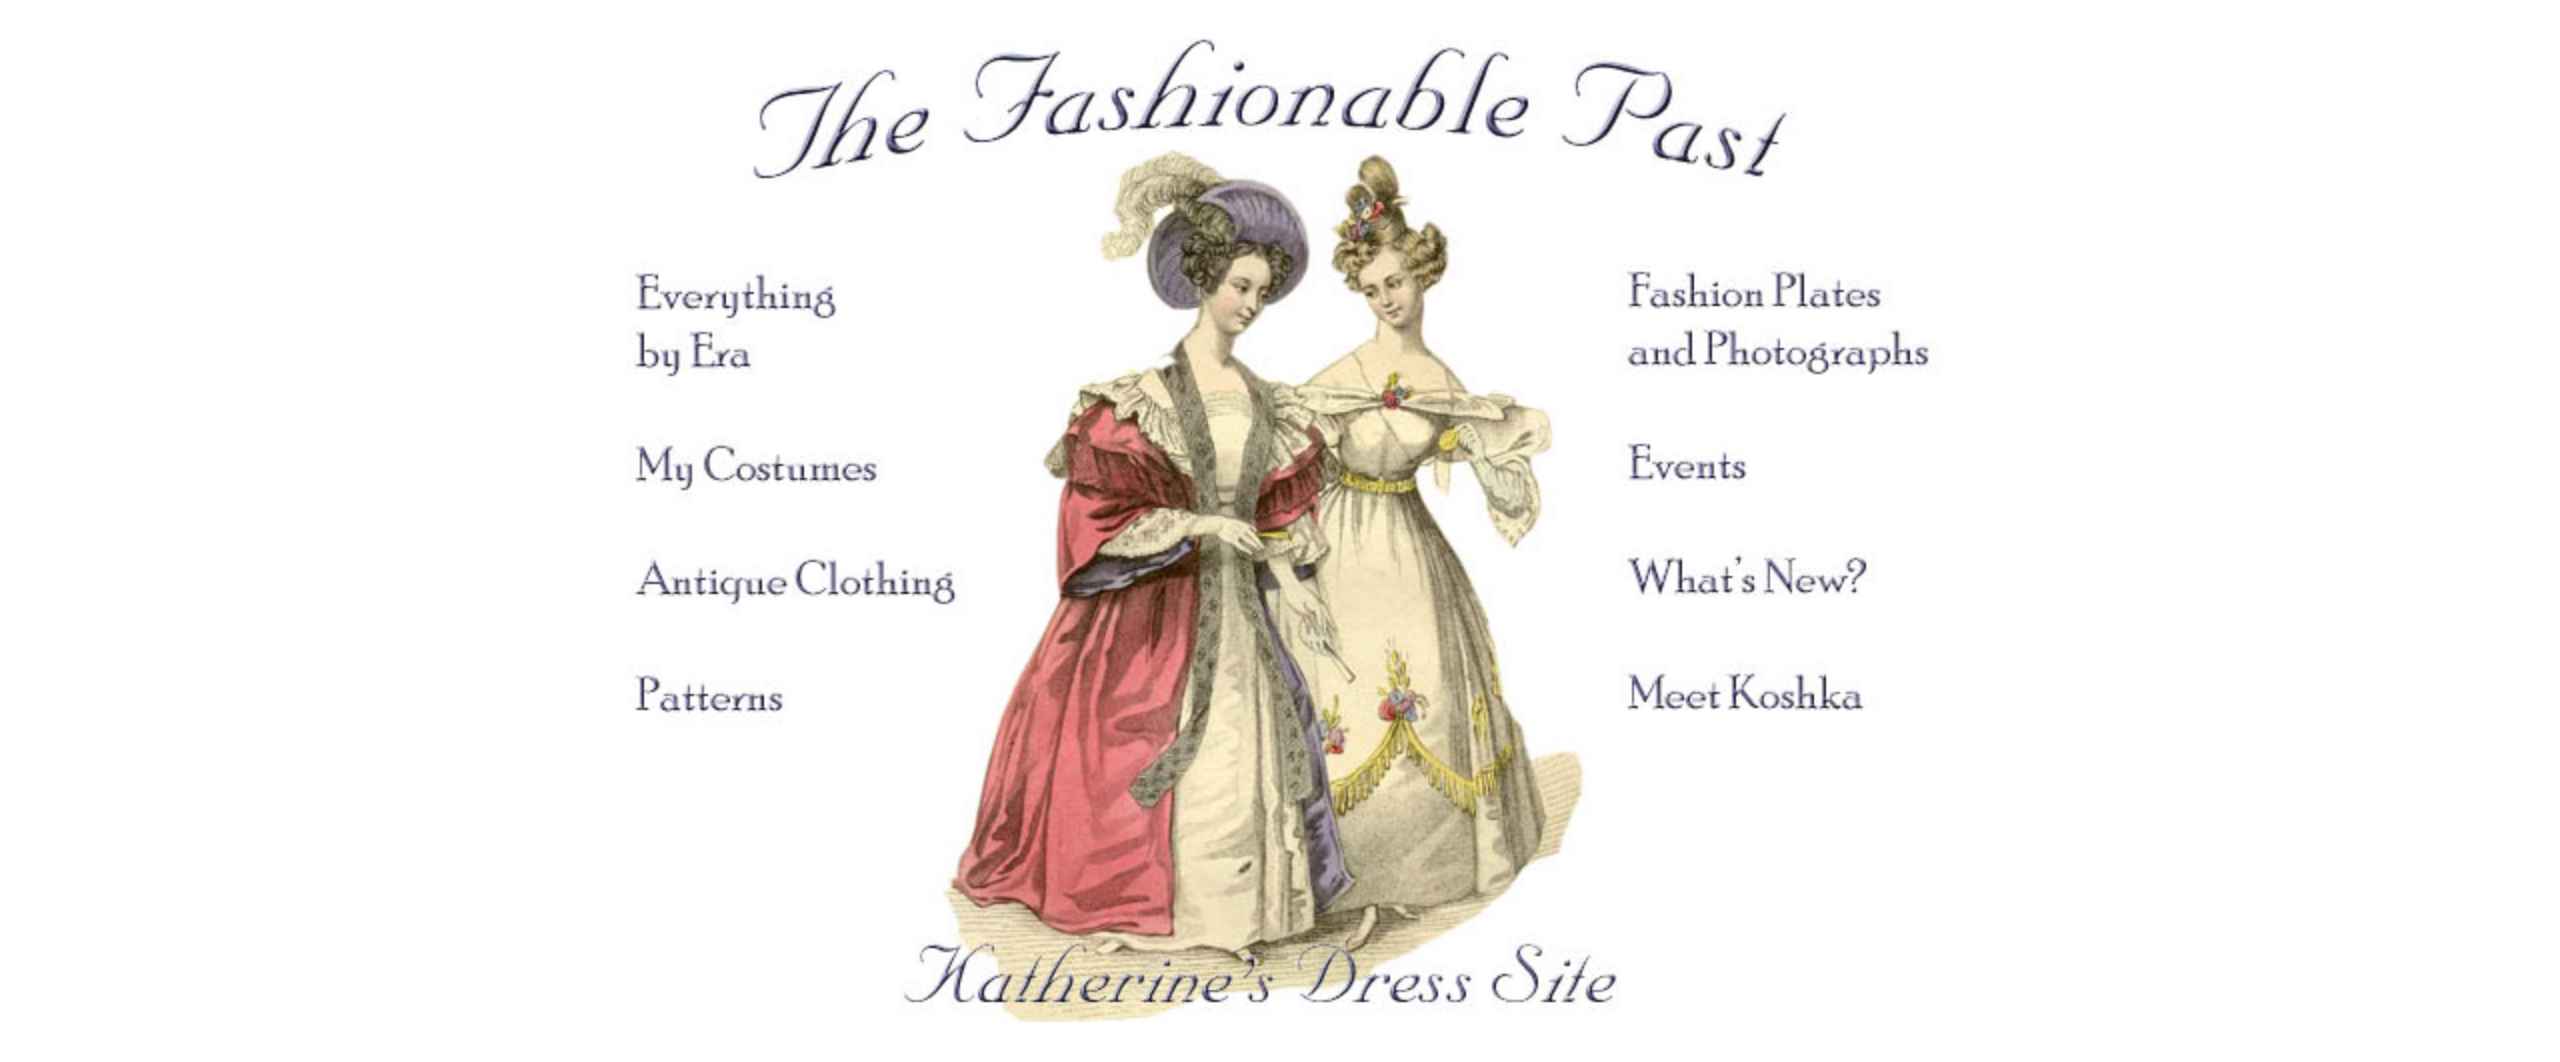 The Fashionable Past
Everything
by Era
My Costumes
Antique Clothing
Patterns
Fashion Plates
and Photographs
Events
What's New?
Meet Koshka
Katherine's Dress Site